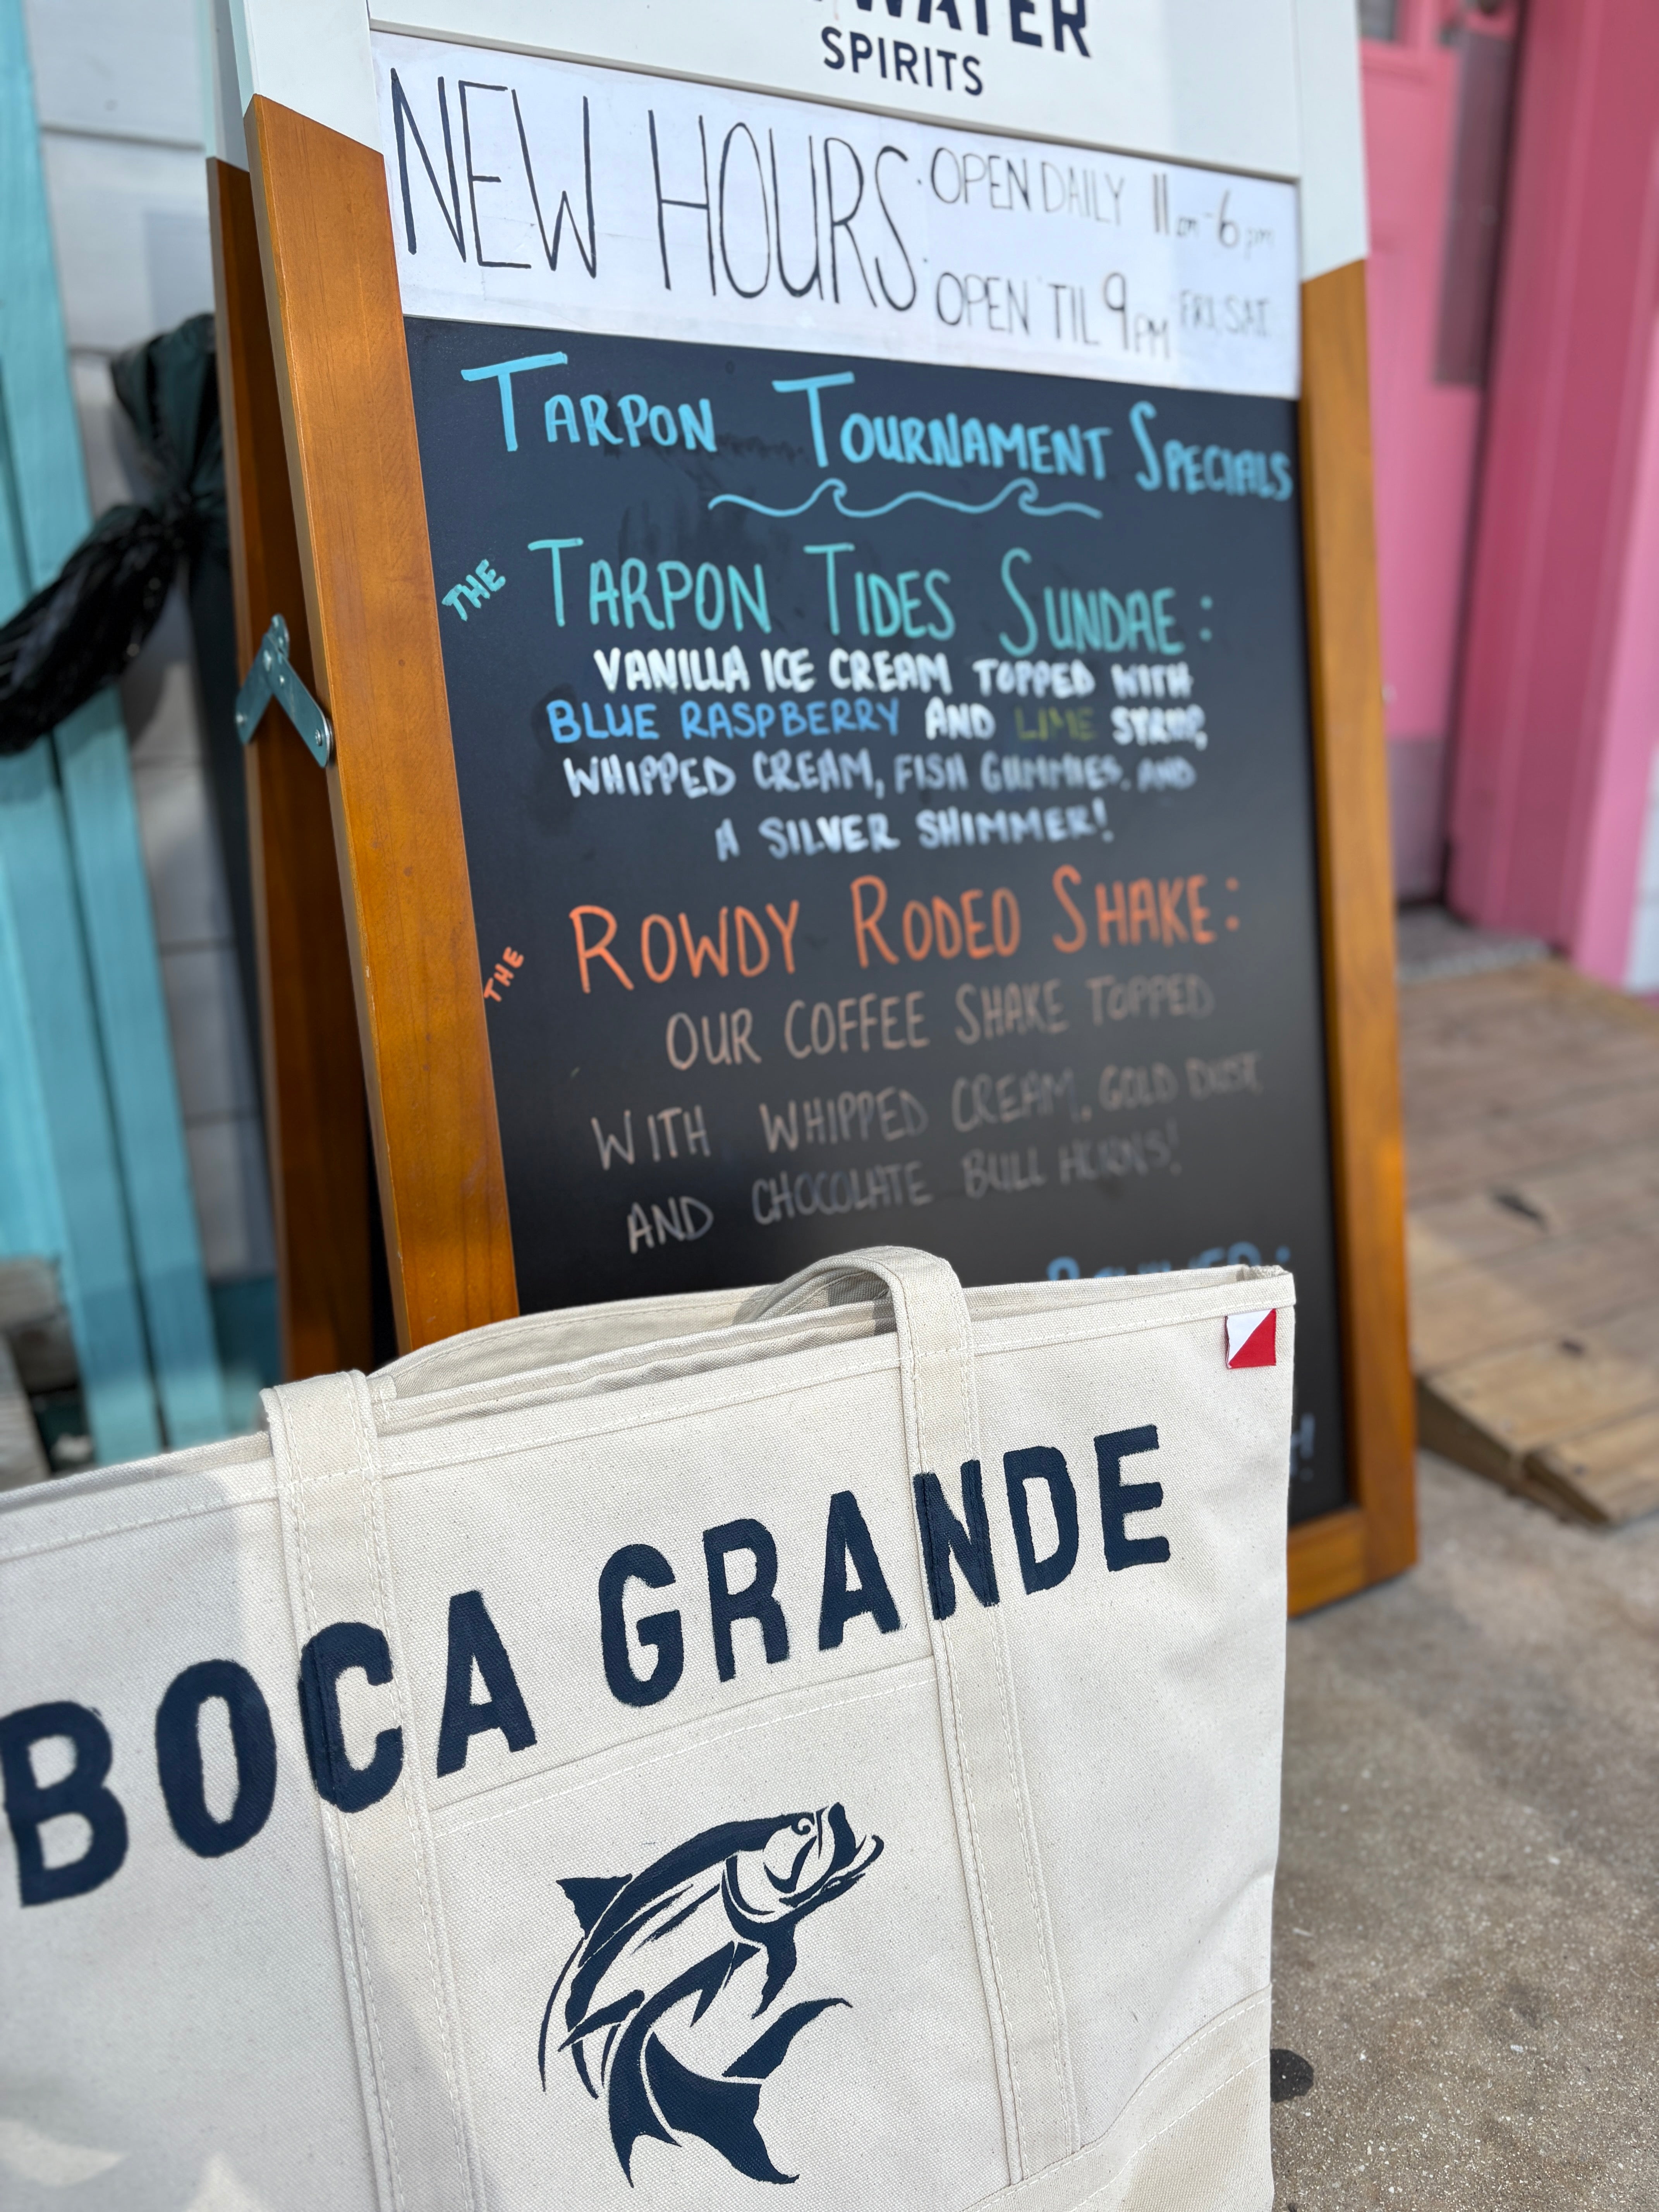 WATER
SPIRITS
NEW HOURS:
OPEN DAILY 11am-6pm
OPEN 'TIL 9PM FRI, SAT
TARPON TOURNAMENT SPECIALS
THE TARPON TIDES SUNDAE:
VANILLA ICE CREAM TOPPED WITH
BLUE RASPBERRY AND LIME SYRUP,
WHIPPED CREAM, FISH GUMMIES, AND
A SILVER SHIMMER!
THE ROWDY RODEO SHAKE:
OUR COFFEE SHAKE TOPPED
WITH WHIPPED CREAM, GOLD DUST,
AND CHOCOLATE BULL HORNS!
BOCA GRANDE